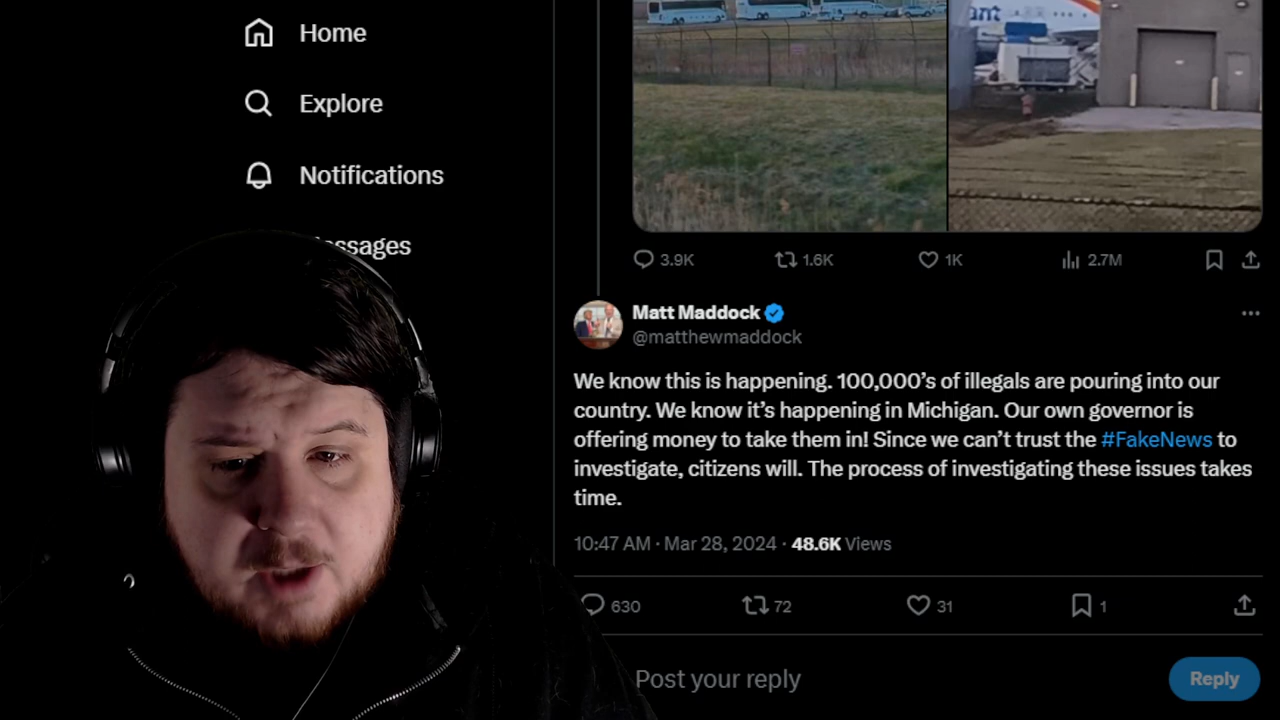 Home
Explore
Notifications
essages
ant
3.9K 1.6K 1K 2.7M
Matt Maddock
@matthewmaddock
We know this is happening. 100,000’s of illegals are pouring into our
country. We know it’s happening in Michigan. Our own governor is
offering money to take them in! Since we can’t trust the #FakeNews to
investigate, citizens will. The process of investigating these issues takes
time.
10:47 AM · Mar 28, 2024 · 48.6K Views
630 72 31 1
Post your reply
Reply